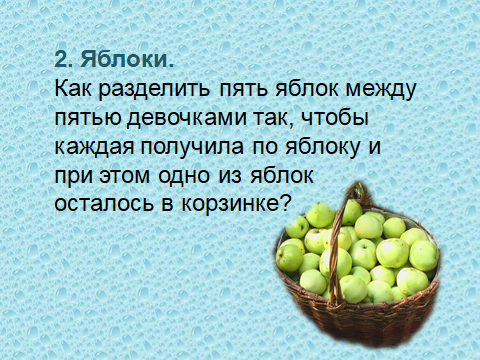 2. Яблоки.
Как разделить пять яблок между
пятью девочками так, чтобы
каждая получила по яблоку и
при этом одно из яблок
осталось в корзинке?